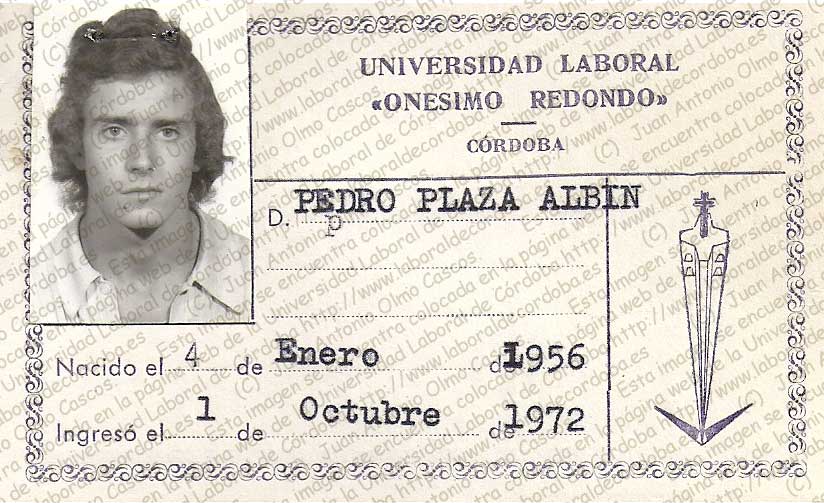 UNIVERSIDAD LABORAL
«ONESIMO REDONDO»
CÓRDOBA
D. PEDRO PLAZA ALBIN
p
Nacido el 4 de Enero de 1956
Ingresó el 1 de Octubre de 1972